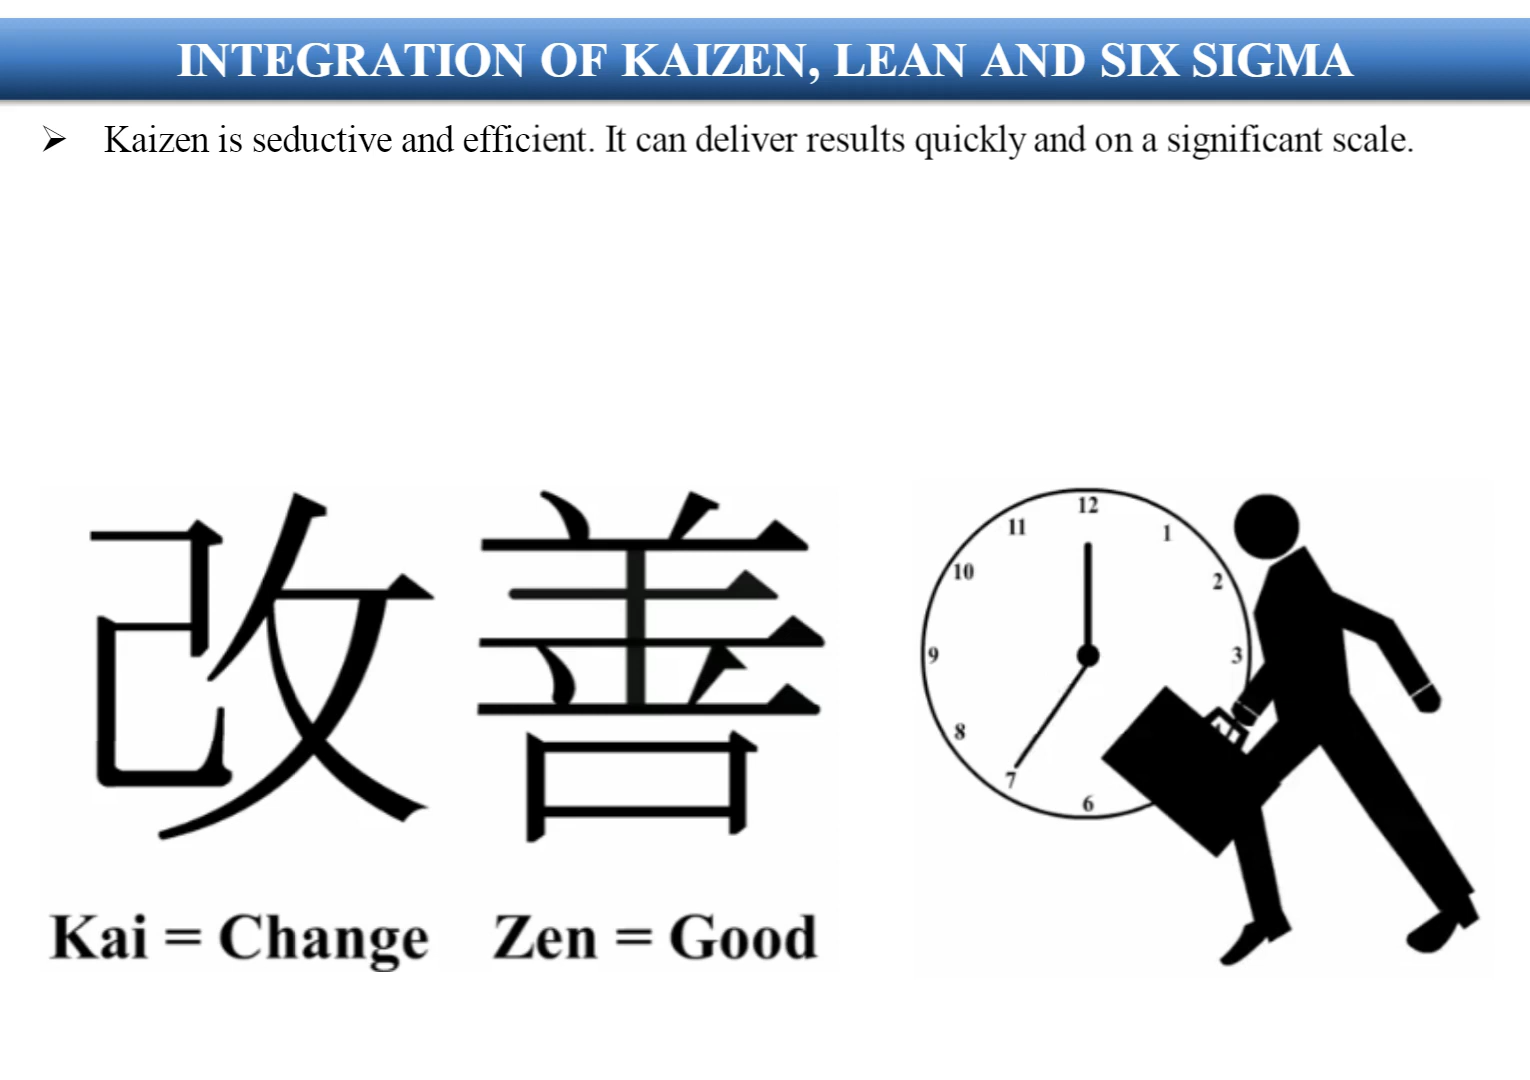 INTEGRATION OF KAIZEN, LEAN AND SIX SIGMA
➢ Kaizen is seductive and efficient. It can deliver results quickly and on a significant scale.
改善
Kai = Change Zen = Good
12
11 1
10 2
9 3
8
7
6